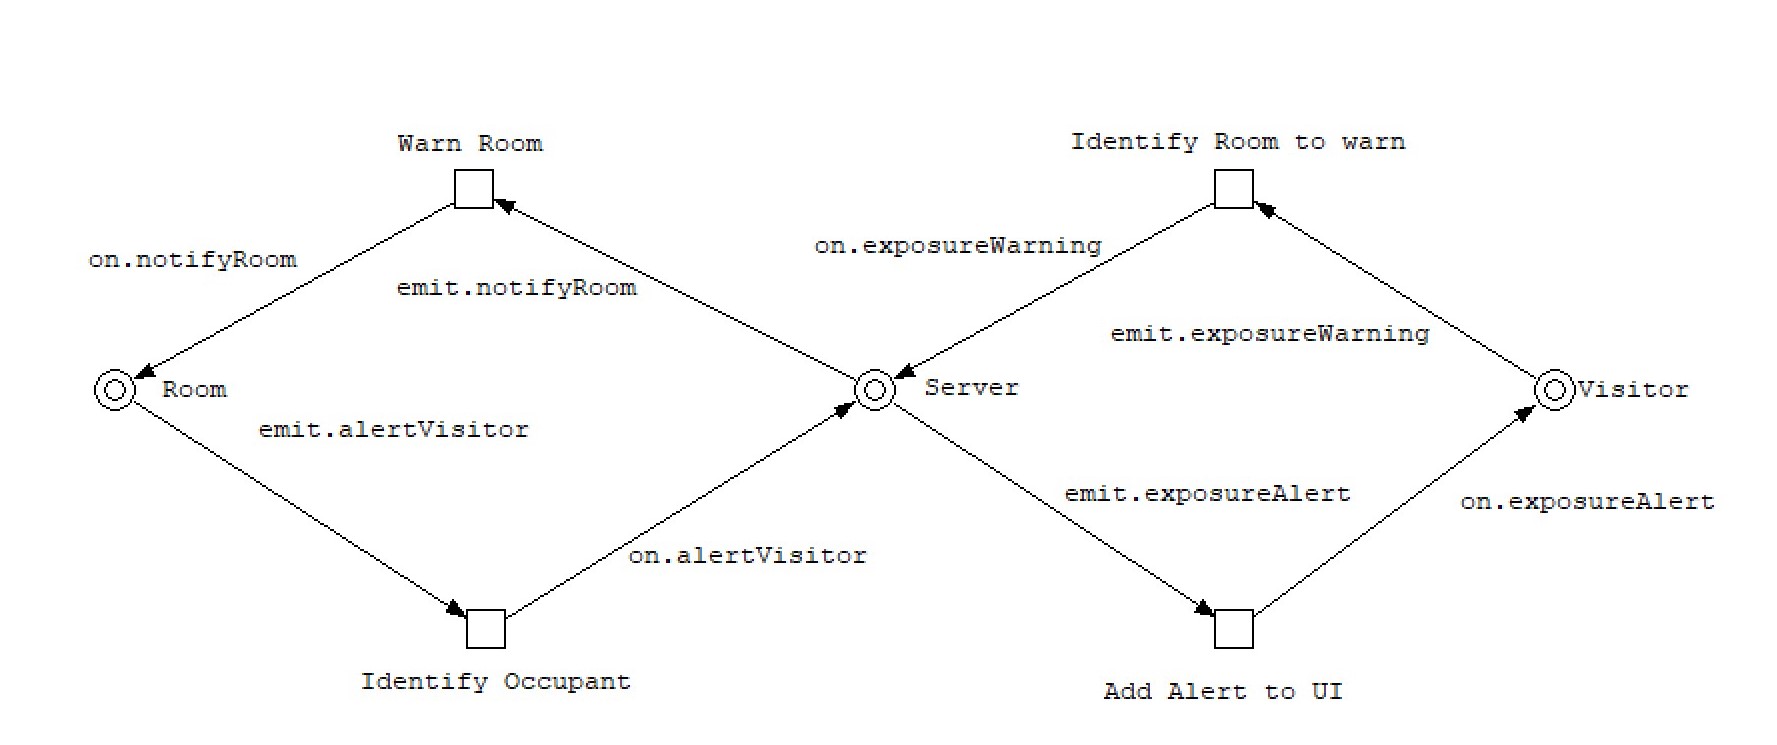 Warn Room
Identify Room to warn
on.exposureWarning
on.notifyRoom
emit.notifyRoom
emit.exposureWarning
Room
Server
Visitor
emit.alertVisitor
emit.exposureAlert
on.exposureAlert
on.alertVisitor
Identify Occupant
Add Alert to UI